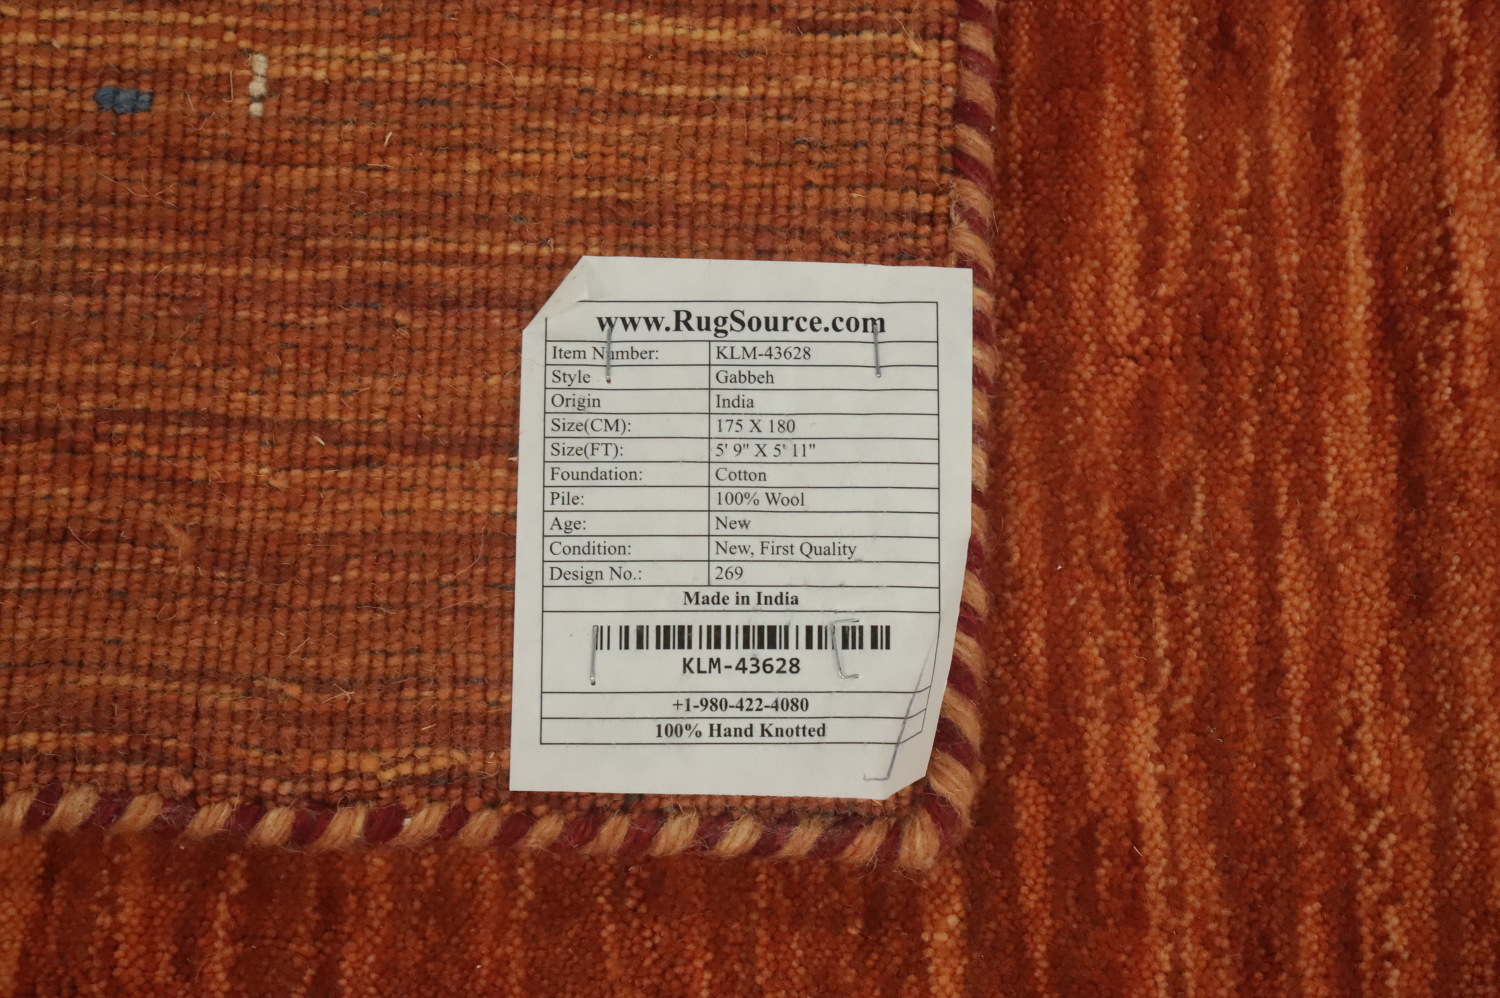 www.RugSource.com
Item Number: KLM-43628
Style Gabbeh
Origin India
Size(CM): 175 X 180
Size(FT): 5' 9" X 5' 11"
Foundation: Cotton
Pile: 100% Wool
Age: New
Condition: New, First Quality
Design No.: 269
Made in India
KLM-43628
+1-980-422-4080
100% Hand Knotted